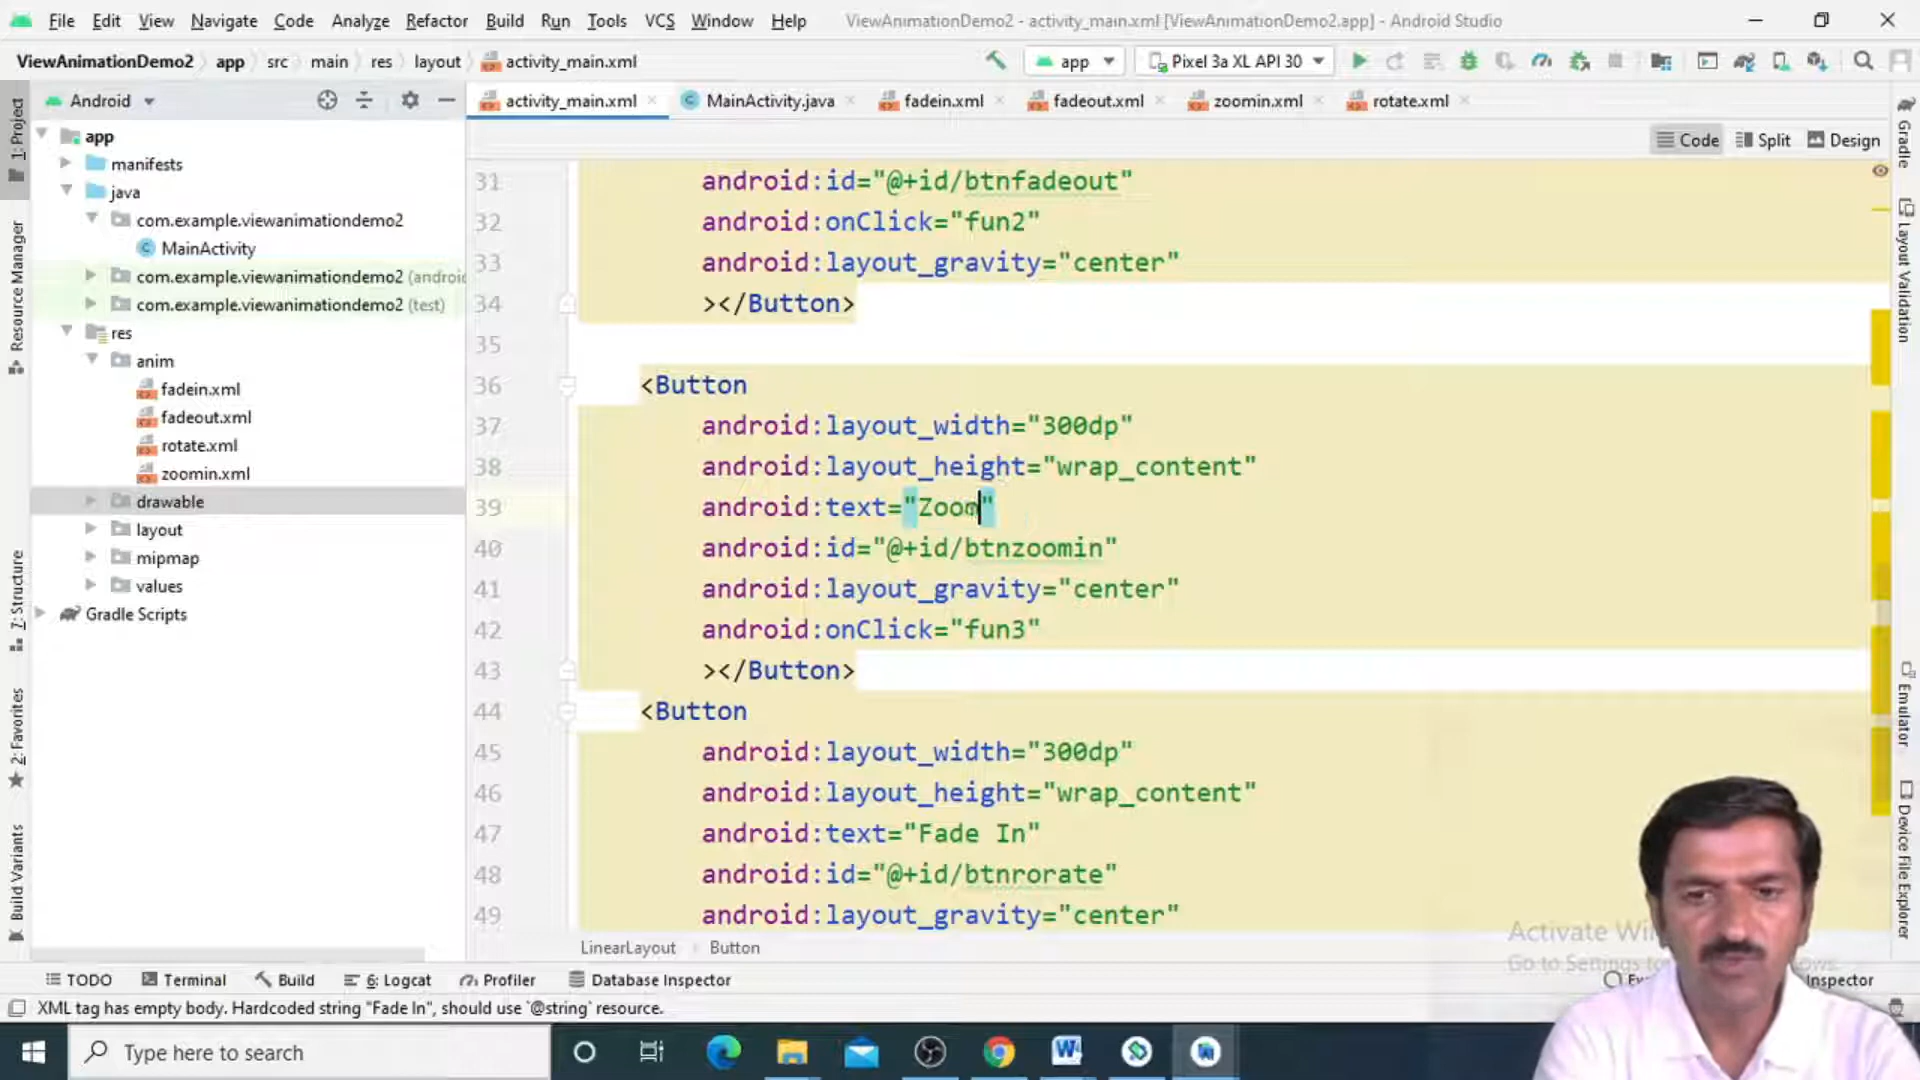 File Edit View Navigate Code Analyze Refactor Build Run Tools VCS Window Help ViewAnimationDemo2 - activity_main.xml [ViewAnimationDemo2.app] - Android Studio
ViewAnimationDemo2 app src main res layout activity_main.xml app Pixel 3a XL API 30
Android activity_main.xml MainActivity.java fadein.xml fadeout.xml zoomin.xml rotate.xml
Code Split Design
1: Project
Resource Manager
7: Structure
2: Favorites
Build Variants
app
manifests
java
com.example.viewanimationdemo2
MainActivity
com.example.viewanimationdemo2 (androi
com.example.viewanimationdemo2 (test)
res
anim
fadein.xml
fadeout.xml
rotate.xml
zoomin.xml
drawable
layout
mipmap
values
Gradle Scripts
31 android:id="@+id/btnfadeout"
32 android:onClick="fun2"
33 android:layout_gravity="center"
34 ></Button>
35
36 <Button
37 android:layout_width="300dp"
38 android:layout_height="wrap_content"
39 android:text="Zoom"
40 android:id="@+id/btnzoomin"
41 android:layout_gravity="center"
42 android:onClick="fun3"
43 ></Button>
44 <Button
45 android:layout_width="300dp"
46 android:layout_height="wrap_content"
47 android:text="Fade In"
48 android:id="@+id/btnrorate"
49 android:layout_gravity="center"
LinearLayout Button
Gradle
Layout Validation
Emulator
Device File Explorer
Activate Wi
Go to Settings to ows.
TODO Terminal Build 6: Logcat Profiler Database Inspector Inspector
XML tag has empty body. Hardcoded string "Fade In", should use `@string` resource.
Type here to search